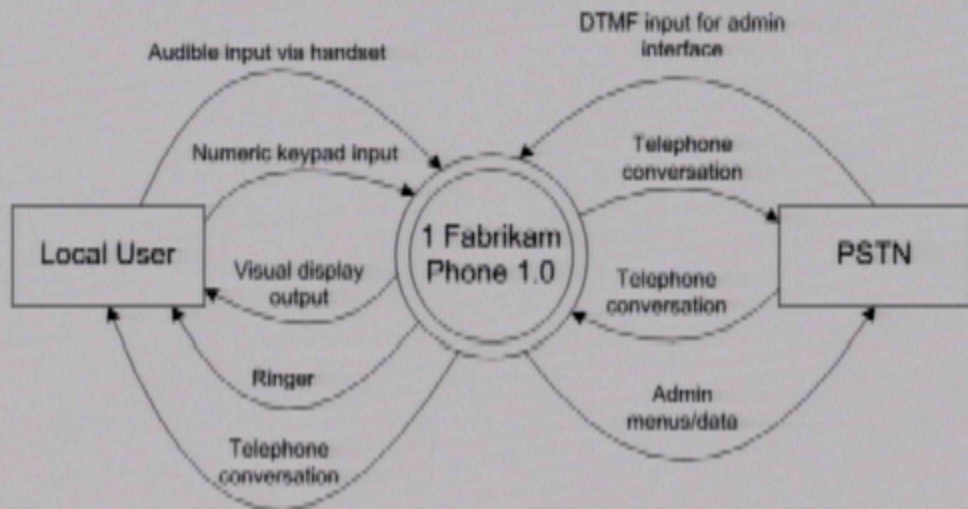 DTMF input for admin
interface
Audible input via handset
Numeric keypad input
Telephone
conversation
Local User
1 Fabrikam
Phone 1.0
PSTN
Visual display
output
Telephone
conversation
Ringer
Admin
menus/data
Telephone
conversation